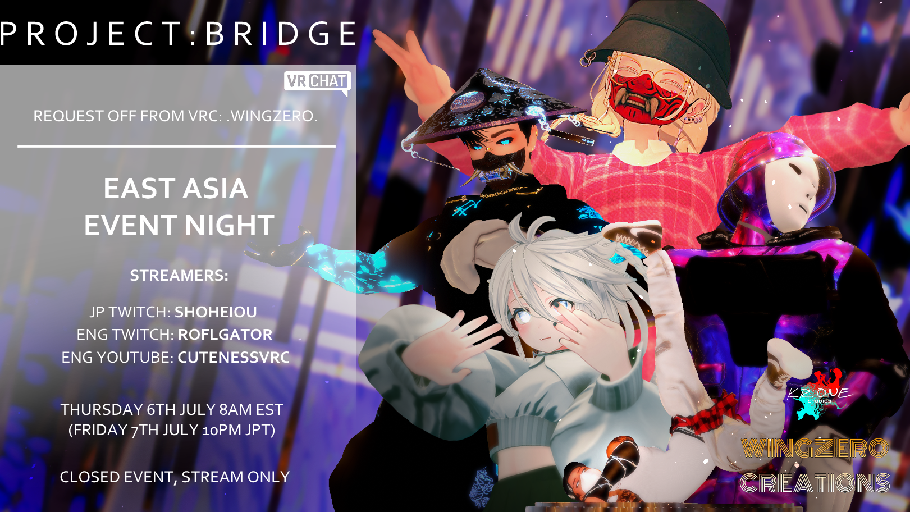 PROJECT:BRIDGE
VRCHAT
REQUEST OFF FROM VRC: .WINGZERO.
EAST ASIA
EVENT NIGHT
STREAMERS:
JP TWITCH: SHOHEIOU
ENG TWITCH: ROFLGATOR
ENG YOUTUBE: CUTENESSVRC
THURSDAY 6TH JULY 8AM EST
(FRIDAY 7TH JULY 10PM JPT)
CLOSED EVENT, STREAM ONLY
WINGZERO
CREATIONS